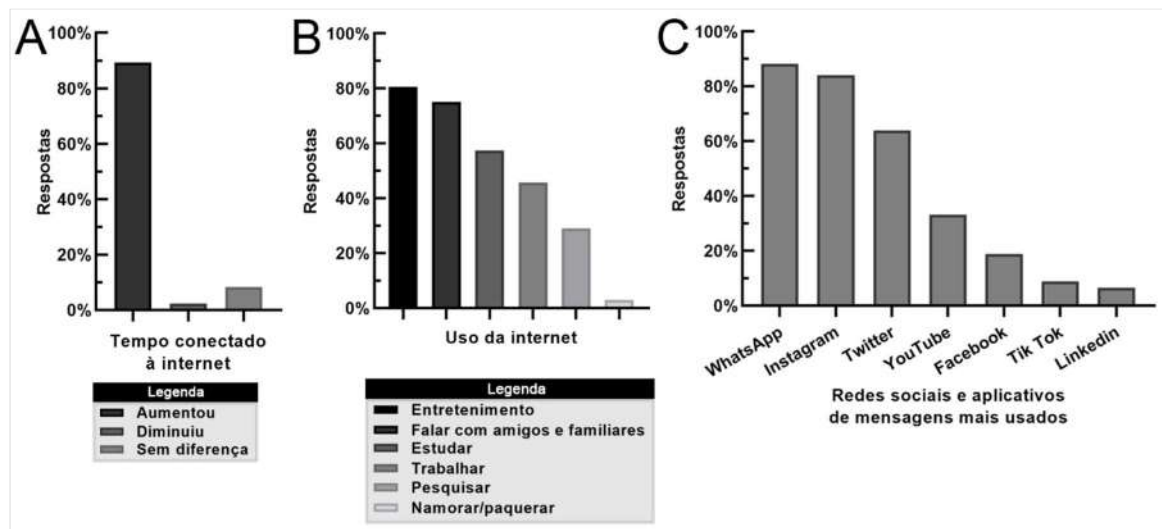 A
100%
80%
60%
40%
20%
0%
Respostas
Tempo conectado
à internet
Legenda
Aumentou
Diminuiu
Sem diferença
B
100%
80%
60%
40%
20%
0%
Respostas
Uso da internet
Legenda
Entretenimento
Falar com amigos e familiares
Estudar
Trabalhar
Pesquisar
Namorar/paquerar
C
100%
80%
60%
40%
20%
0%
Respostas
WhatsApp
Instagram
Twitter
YouTube
Facebook
Tik Tok
Linkedin
Redes sociais e aplicativos
de mensagens mais usados